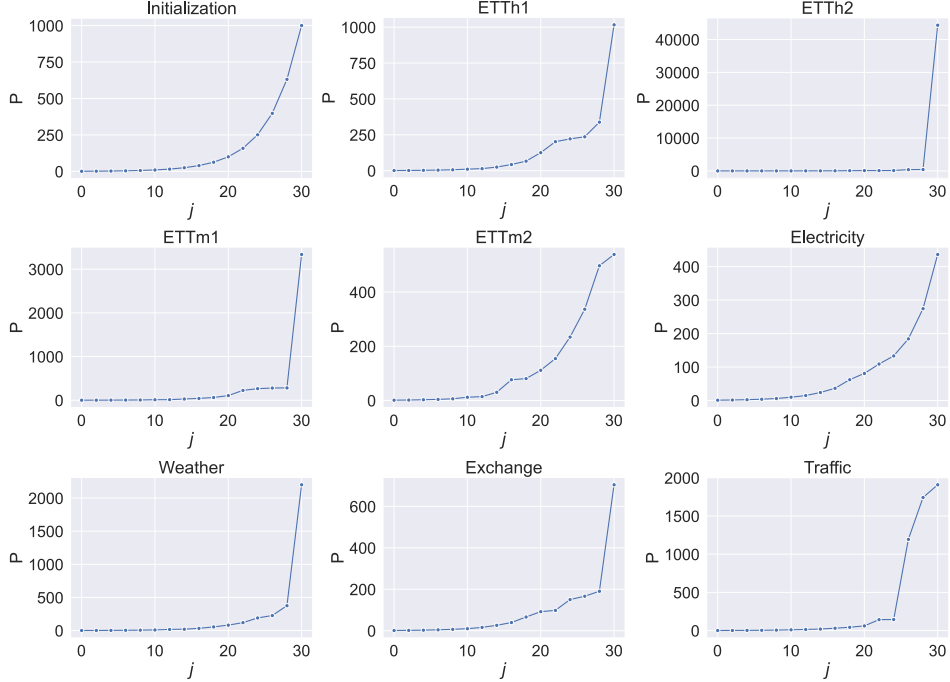 Initialization
P
1000
750
500
250
0
0 10 20 30
j
ETTh1
P
1000
750
500
250
0
0 10 20 30
j
ETTh2
P
40000
30000
20000
10000
0
0 10 20 30
j
ETTm1
P
3000
2000
1000
0
0 10 20 30
j
ETTm2
P
400
200
0
0 10 20 30
j
Electricity
P
400
300
200
100
0
0 10 20 30
j
Weather
P
2000
1500
1000
500
0
0 10 20 30
j
Exchange
P
600
400
200
0
0 10 20 30
j
Traffic
P
2000
1500
1000
500
0
0 10 20 30
j